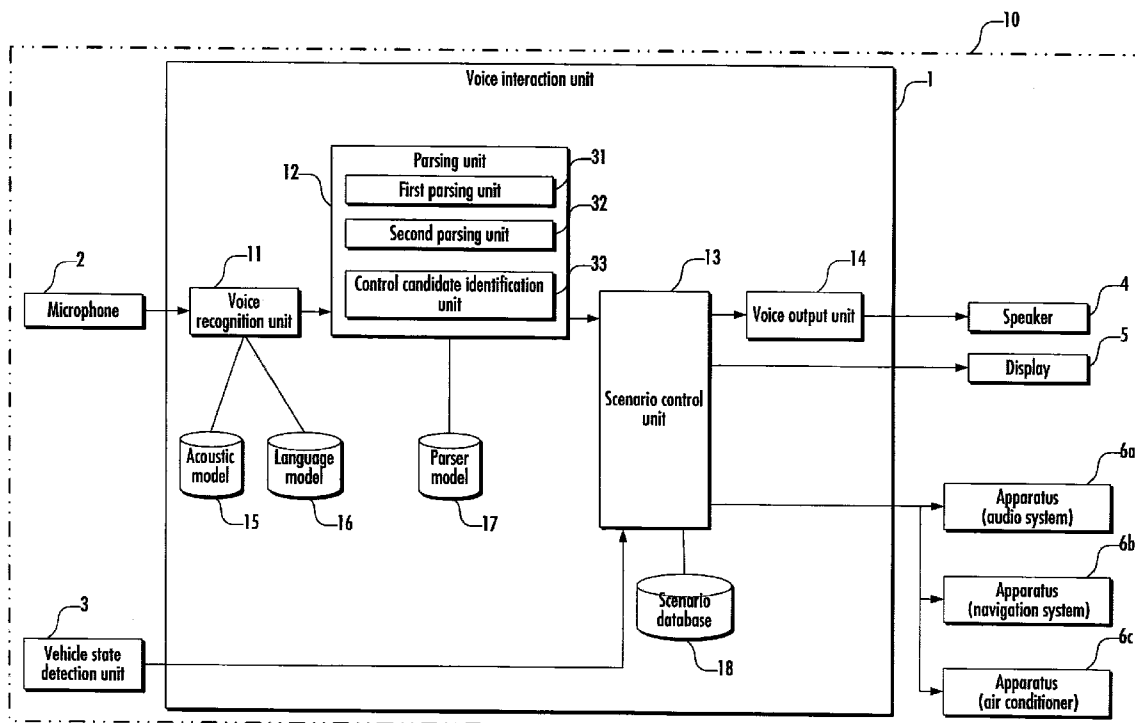 10
Voice interaction unit
1
Parsing unit
31
12
First parsing unit
32
Second parsing unit
33
Control candidate identification
unit
2
Microphone
11
Voice
recognition unit
13
14
Voice output unit
4
Speaker
5
Display
Scenario control
unit
Acoustic
model
15
Language
model
16
Parser
model
17
6a
Apparatus
(audio system)
6b
Apparatus
(navigation system)
6c
Apparatus
(air conditioner)
Scenario
database
18
3
Vehicle state
detection unit